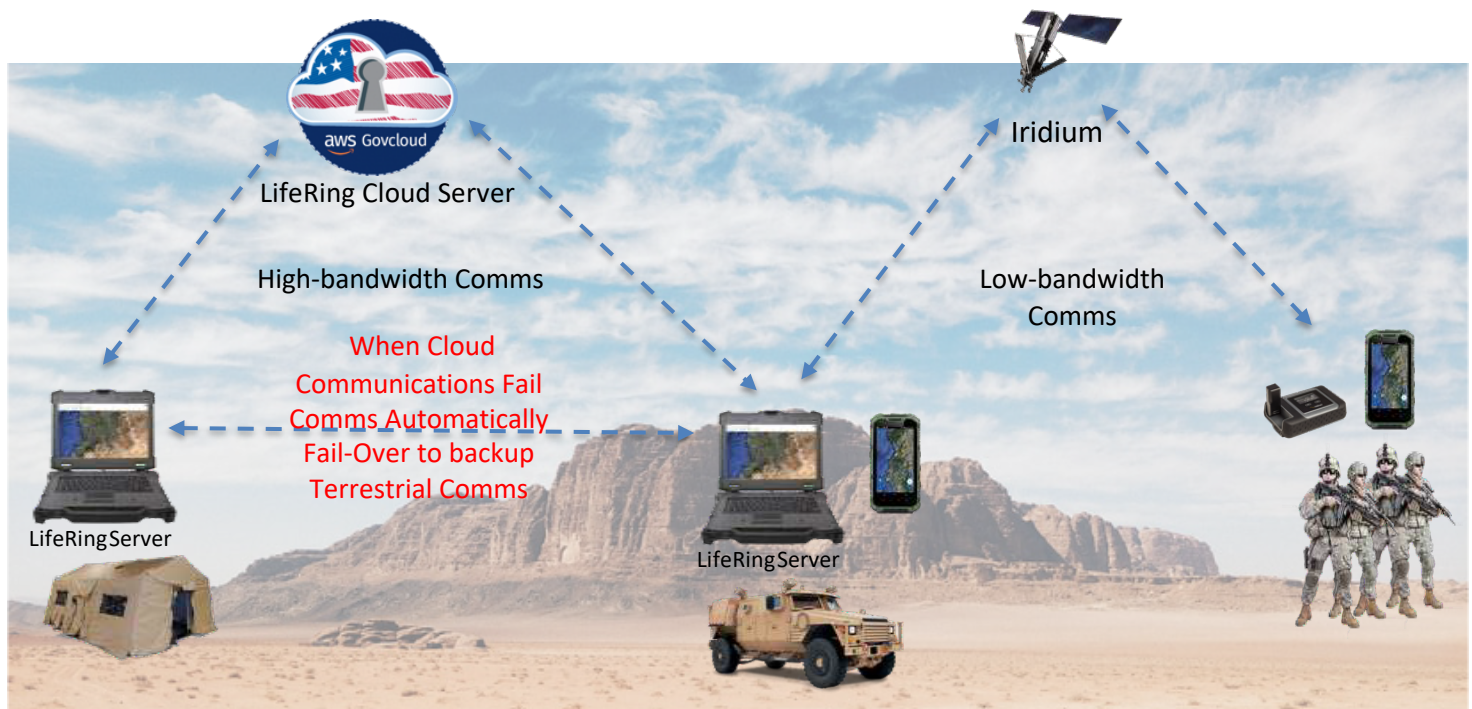 aws Govcloud
LifeRing Cloud Server
Iridium
High-bandwidth Comms
Low-bandwidth
Comms
When Cloud
Communications Fail
Comms Automatically
Fail-Over to backup
Terrestrial Comms
LifeRingServer
LifeRingServer